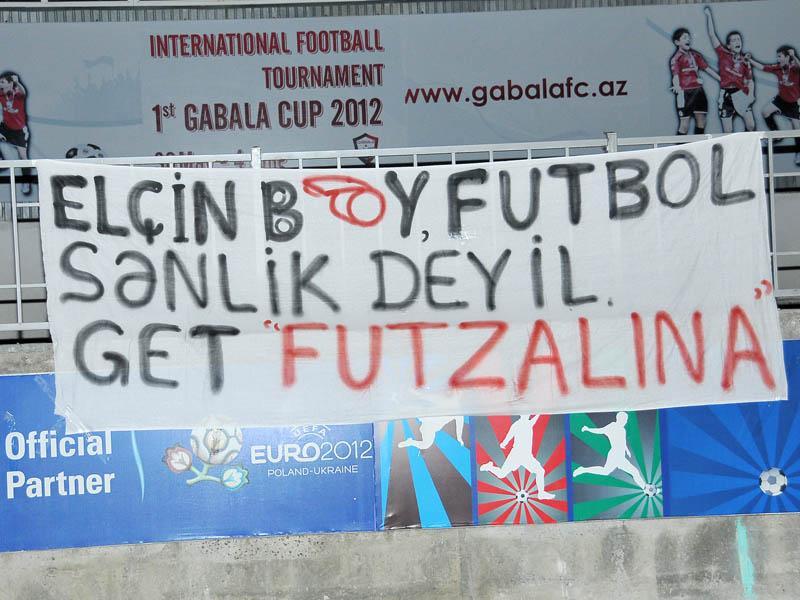 INTERNATIONAL FOOTBALL
TOURNAMENT
1st GABALA CUP 2012
www.gabalafc.az
ELÇİN BƏY, FUTBOL
SƏNLİK DEYİL.
GET "FUTZALINA"
Official
Partner
UEFA
EURO2012
POLAND-UKRAINE